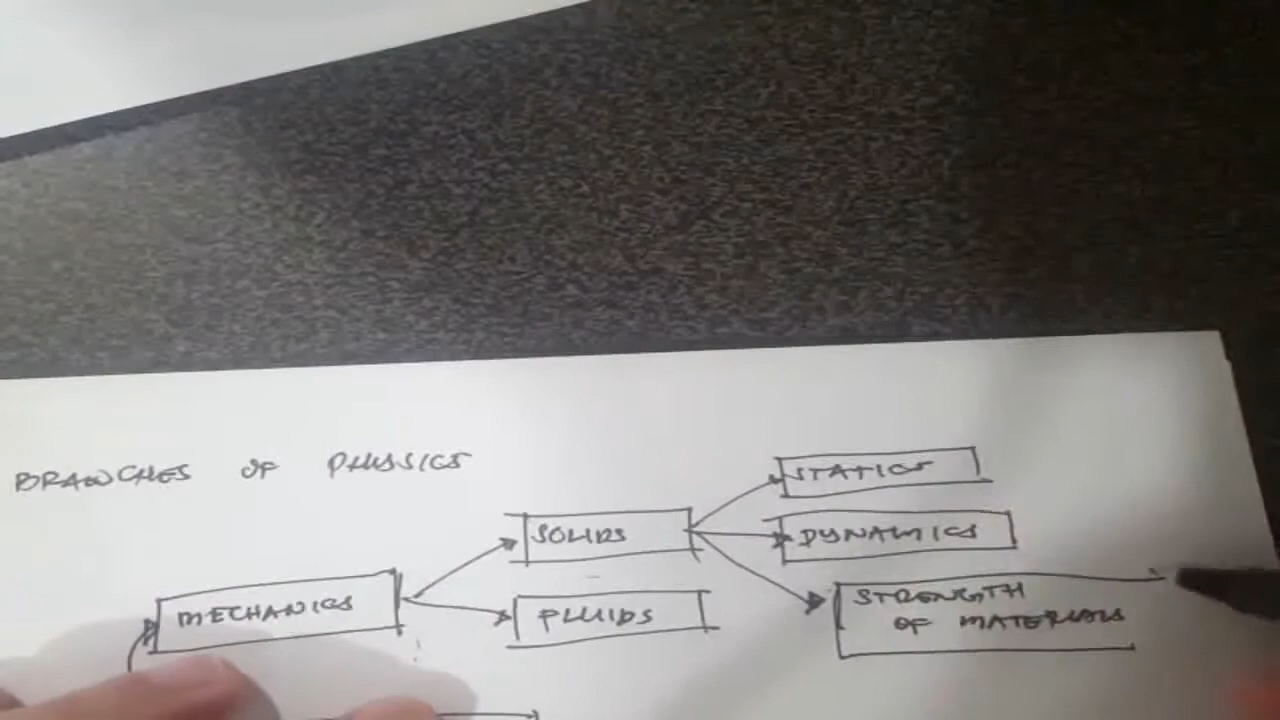 BRANCHES OF PHYSICS
STATICS
SOLIDS
DYNAMICS
MECHANICS
FLUIDS
STRENGTH
OF MATERIALS